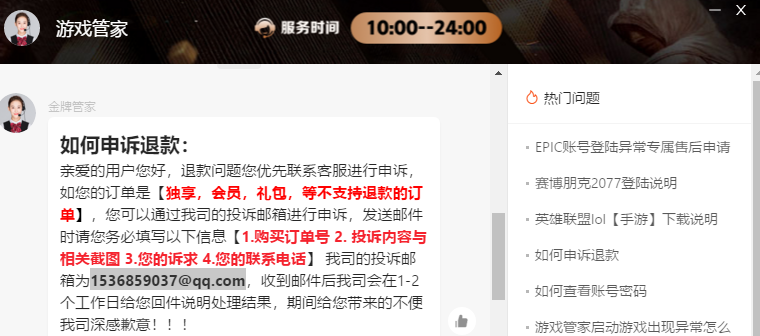 游戏管家
服务时间
10:00--24:00
金牌管家
如何申诉退款：
亲爱的用户您好，退款问题您优先联系客服进行申诉，
如您的订单是【独享，会员，礼包，等不支持退款的订
单】，您可以通过我司的投诉邮箱进行申诉，发送邮件
时请您务必填写以下信息【1.购买订单号 2. 投诉内容与
相关截图 3.您的诉求 4.您的联系电话】 我司的投诉邮
箱为1536859037@qq.com，收到邮件后我司会在1-2
个工作日给您回件说明处理结果，期间给您带来的不便
我司深感歉意！！！
热门问题
EPIC账号登陆异常专属售后申请
赛博朋克2077登陆说明
英雄联盟lol【手游】下载说明
如何申诉退款
如何查看账号密码
游戏管家启动游戏出现异常怎么